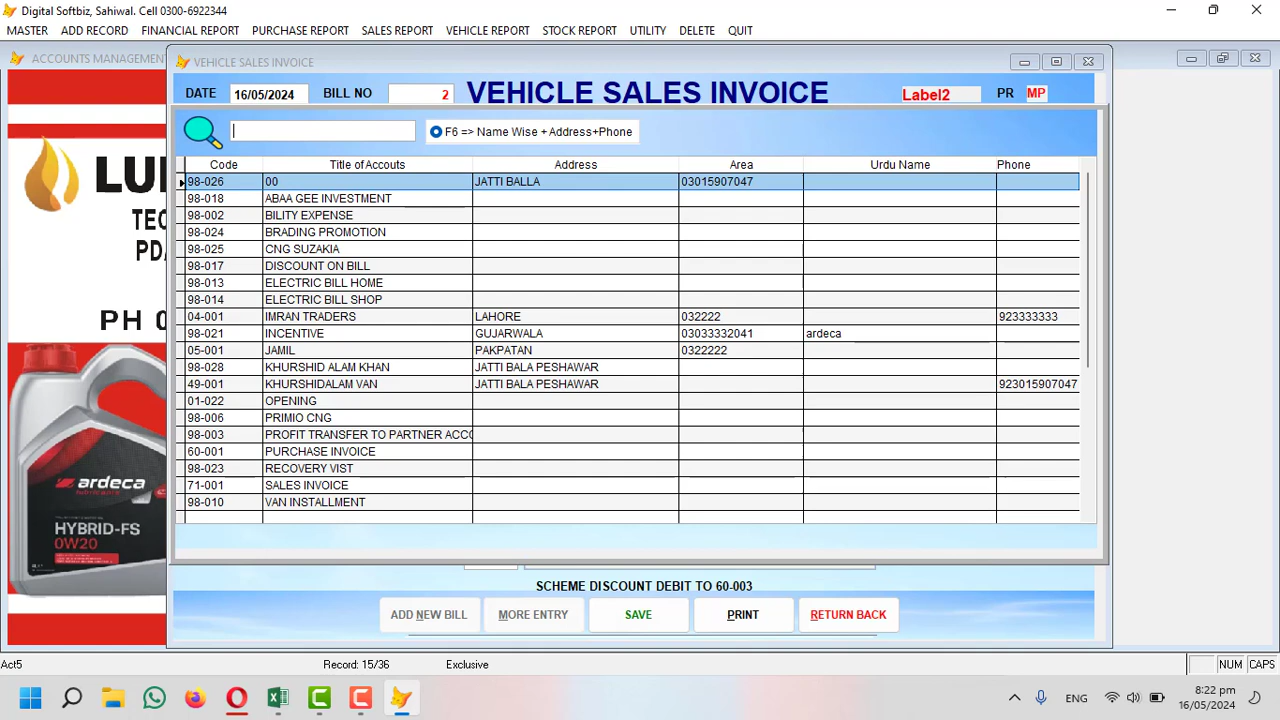 Digital Softbiz, Sahiwal. Cell 0300-6922344
MASTER ADD RECORD FINANCIAL REPORT PURCHASE REPORT SALES REPORT VEHICLE REPORT STOCK REPORT UTILITY DELETE QUIT
ACCOUNTS MANAGEMEN
VEHICLE SALES INVOICE
DATE 16/05/2024 BILL NO 2 VEHICLE SALES INVOICE Label2 PR MP
F6 => Name Wise + Address+Phone
Code Title of Accouts Address Area Urdu Name Phone
98-026 00 JATTI BALLA 03015907047
98-018 ABAA GEE INVESTMENT
98-002 BILITY EXPENSE
98-024 BRADING PROMOTION
98-025 CNG SUZAKIA
98-017 DISCOUNT ON BILL
98-013 ELECTRIC BILL HOME
98-014 ELECTRIC BILL SHOP
04-001 IMRAN TRADERS LAHORE 032222 923333333
98-021 INCENTIVE GUJARWALA 03033332041 ardeca
05-001 JAMIL PAKPATAN 0322222
98-028 KHURSHID ALAM KHAN JATTI BALA PESHAWAR
49-001 KHURSHIDALAM VAN JATTI BALA PESHAWAR 923015907047
01-022 OPENING
98-006 PRIMIO CNG
98-003 PROFIT TRANSFER TO PARTNER ACCO
60-001 PURCHASE INVOICE
98-023 RECOVERY VIST
71-001 SALES INVOICE
98-010 VAN INSTALLMENT
LU
TEC
PDA
PH 0
ardeca
lubricants
HYBRID-FS
0W20
SCHEME DISCOUNT DEBIT TO 60-003
ADD NEW BILL MORE ENTRY SAVE PRINT RETURN BACK
Act5 Record: 15/36 Exclusive NUM CAPS
ENG 8:22 pm
16/05/2024